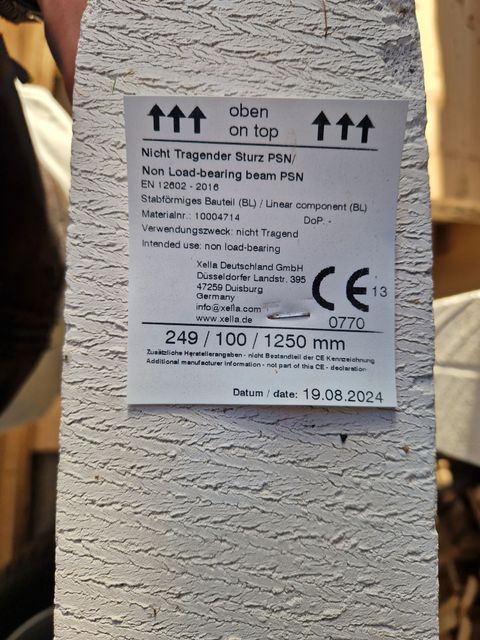 oben
on top
Nicht Tragender Sturz PSN/
Non Load-bearing beam PSN
EN 12602 - 2016
Stabförmiges Bauteil (BL) / Linear component (BL)
Materialnr.: 10004714 DoP: -
Verwendungszweck: nicht Tragend
Intended use: non load-bearing
Xella Deutschland GmbH
Düsseldorfer Landstr. 395
47259 Duisburg
Germany
info@xella.com
www.xella.de
CE 13
0770
249 / 100 / 1250 mm
Zusätzliche Herstellerangaben - nicht Bestandteil der CE Kennzeichnung
Additional manufacturer information - not part of this CE - declaration
Datum / date: 19.08.2024